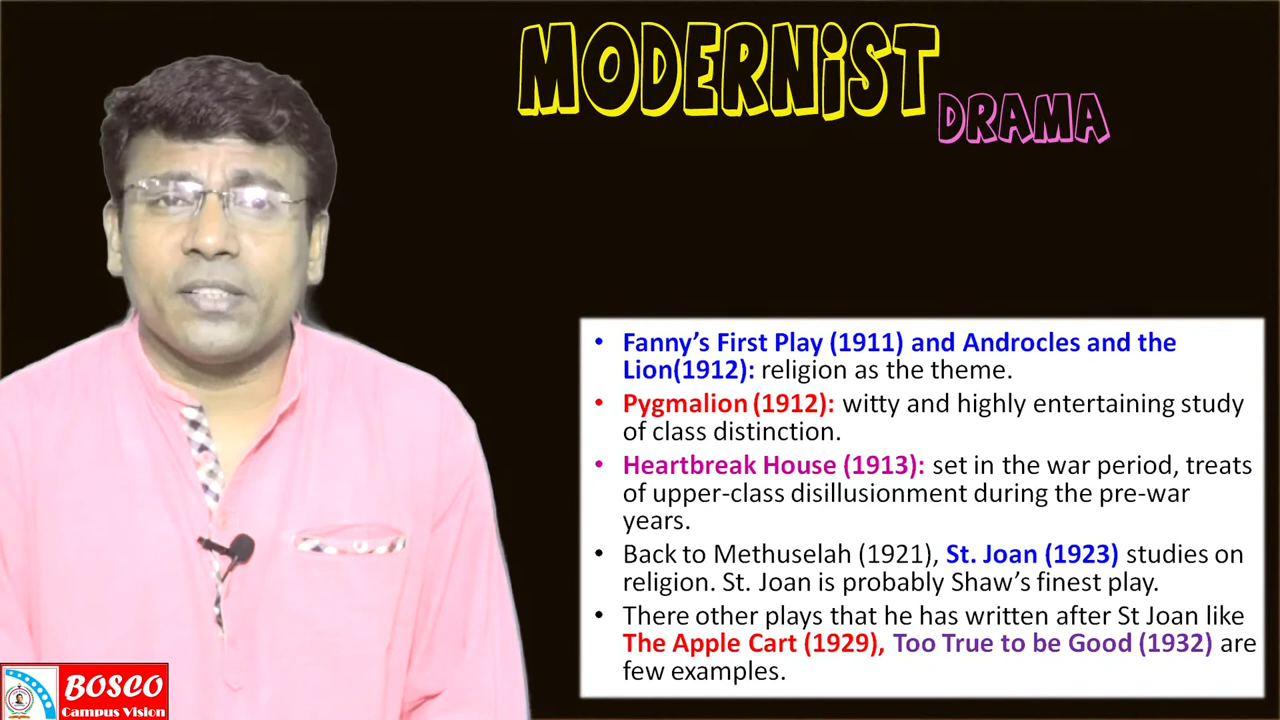 MODERNiST
DRAMA
• Fanny’s First Play (1911) and Androcles and the
Lion(1912): religion as the theme.
• Pygmalion (1912): witty and highly entertaining study
of class distinction.
• Heartbreak House (1913): set in the war period, treats
of upper-class disillusionment during the pre-war
years.
• Back to Methuselah (1921), St. Joan (1923) studies on
religion. St. Joan is probably Shaw’s finest play.
• There other plays that he has written after St Joan like
The Apple Cart (1929), Too True to be Good (1932) are
few examples.
BOSCO
Campus Vision